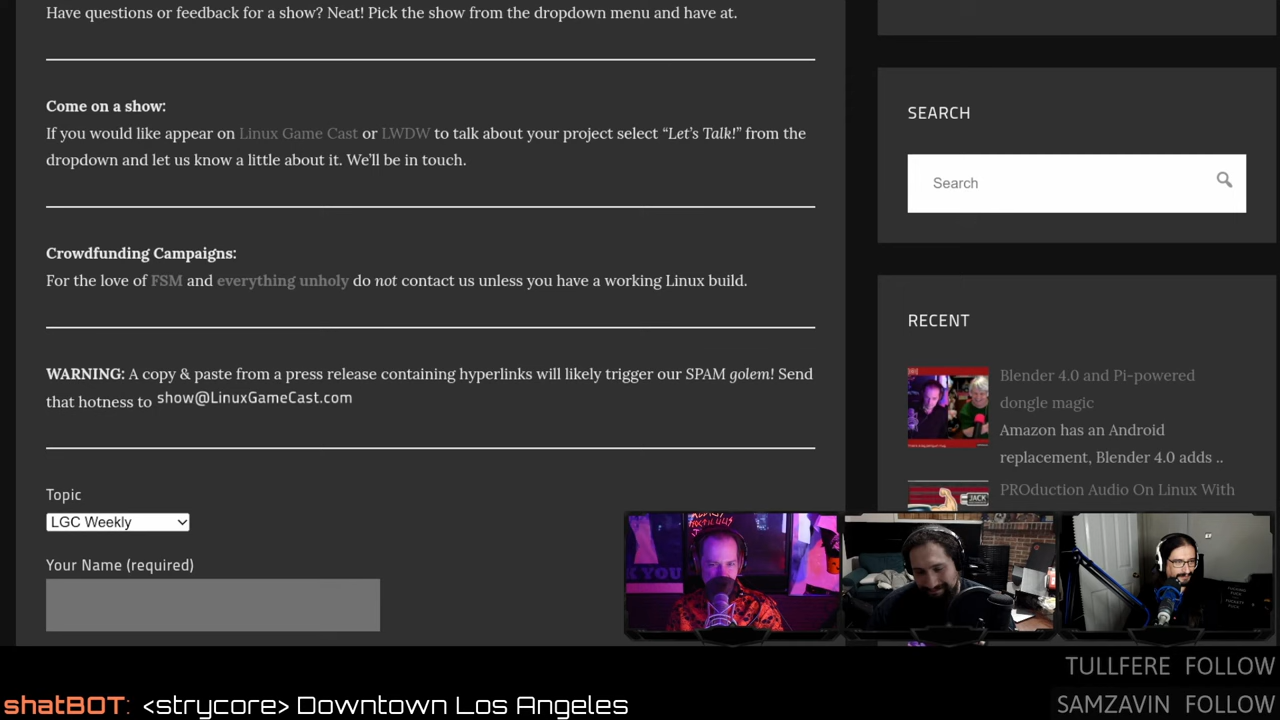 Have questions or feedback for a show? Neat! Pick the show from the dropdown menu and have at.
Come on a show:
If you would like appear on Linux Game Cast or LWDW to talk about your project select “Let’s Talk!” from the
dropdown and let us know a little about it. We’ll be in touch.
Crowdfunding Campaigns:
For the love of FSM and everything unholy do not contact us unless you have a working Linux build.
WARNING: A copy & paste from a press release containing hyperlinks will likely trigger our SPAM golem! Send
that hotness to show@LinuxGameCast.com
Topic
LGC Weekly
Your Name (required)
SEARCH
Search
RECENT
Blender 4.0 and Pi-powered
dongle magic
Amazon has an Android
replacement, Blender 4.0 adds ..
PROduction Audio On Linux With
JACK
TULLFERE FOLLOW
SAMZAVIN FOLLOW
shatBOT: <strycore> Downtown Los Angeles